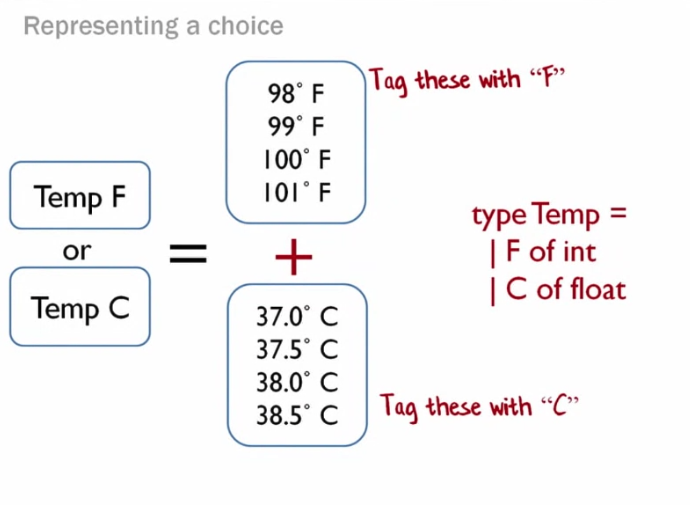 Representing a choice
Temp F
or
Temp C
=
98° F
99° F
100° F
101° F
Tag these with “F”
+
37.0° C
37.5° C
38.0° C
38.5° C
Tag these with “C”
type Temp =
| F of int
| C of float